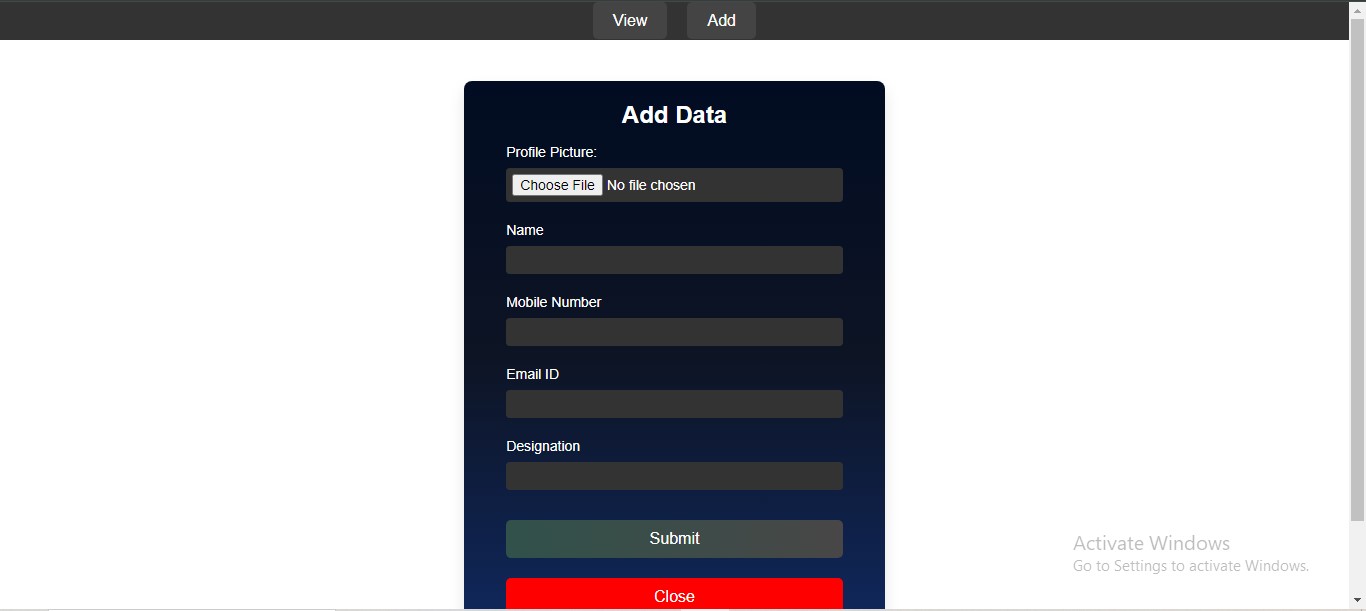 View Add
Add Data
Profile Picture:
Choose File No file chosen
Name
Mobile Number
Email ID
Designation
Submit
Close
Activate Windows
Go to Settings to activate Windows.